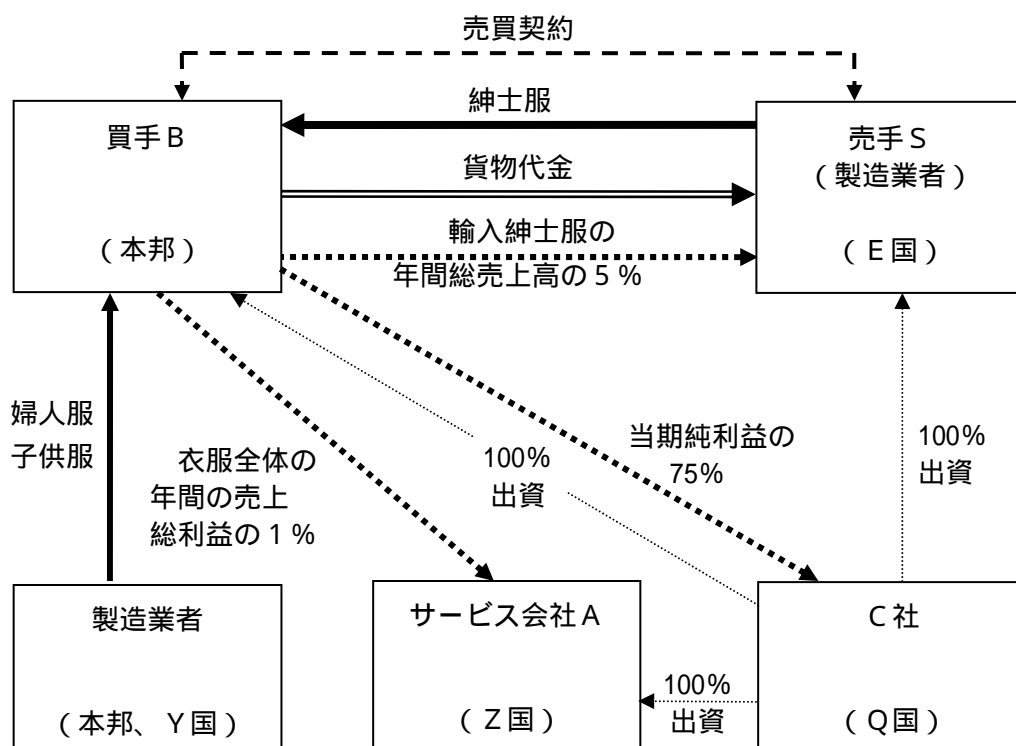 売買契約
買手B
(本邦)
紳士服
売手S
(製造業者)
(E国)
貨物代金
輸入紳士服の
年間総売上高の5%
婦人服
子供服
衣服全体の
年間の売上
総利益の1%
100%
出資
当期純利益の
75%
100%
出資
製造業者
(本邦、Y国)
サービス会社A
(Z国)
100%
出資
C社
(Q国)